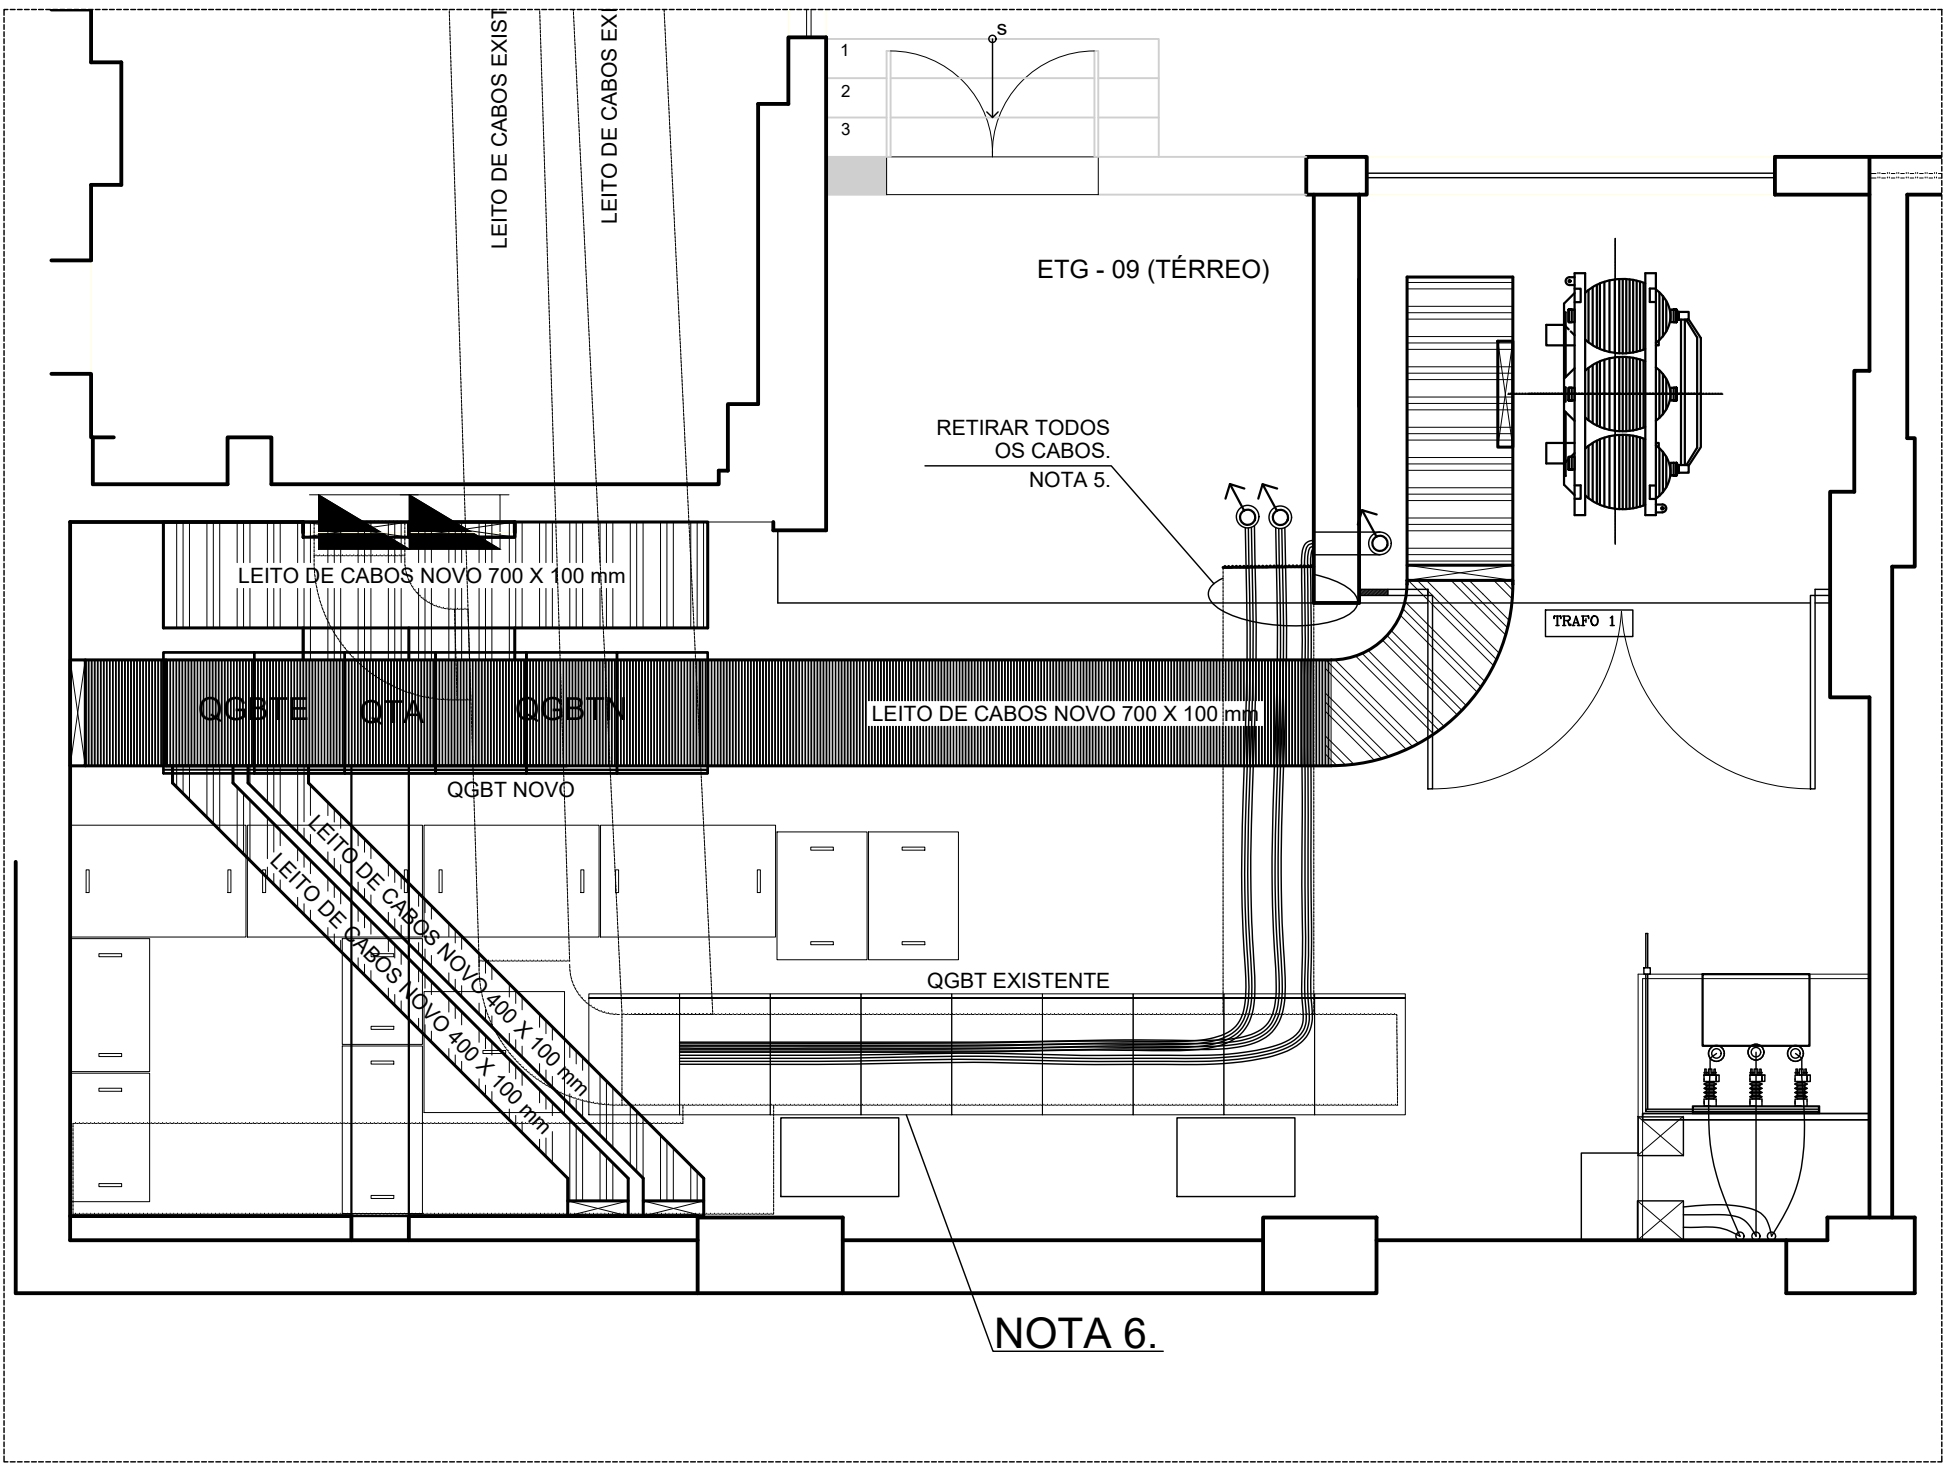 LEITO DE CABOS EXIST
LEITO DE CABOS EXI
S
1
2
3
ETG - 09 (TÉRREO)
RETIRAR TODOS
OS CABOS.
NOTA 5.
LEITO DE CABOS NOVO 700 X 100 mm
TRAFO 1
QGBTE
QTA
QGBTN
LEITO DE CABOS NOVO 700 X 100 mm
QGBT NOVO
LEITO DE CABOS NOVO 400 X 100 mm
LEITO DE CABOS NOVO 400 X 100 mm
QGBT EXISTENTE
NOTA 6.